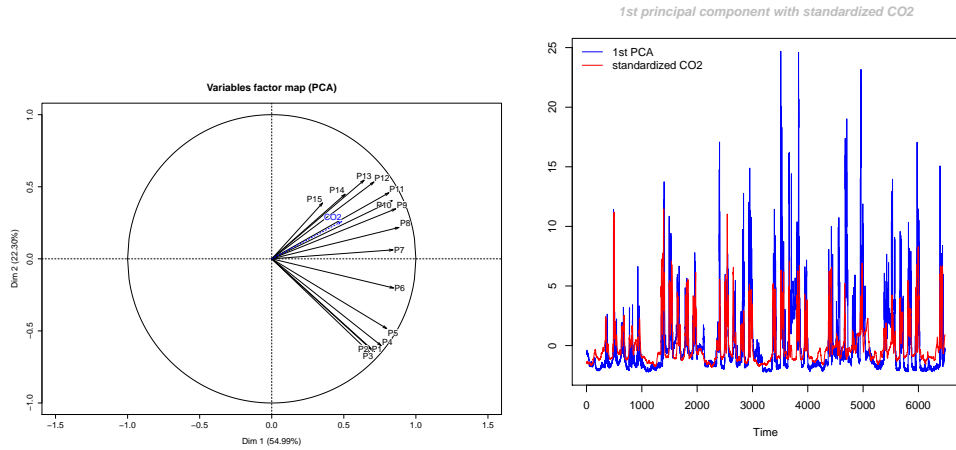 Variables factor map (PCA)
1.0
0.5
0.0
−0.5
−1.0
Dim 2 (22.30%)
P13
P12
P14
P11
P15
P10
P9
CO2
P8
P7
P6
P5
P4
P2
P1
P3
−1.5
−1.0
−0.5
0.0
0.5
1.0
1.5
Dim 1 (54.99%)
1st principal component with standardized CO2
1st PCA
standardized CO2
25
20
15
10
5
0
0
1000
2000
3000
4000
5000
6000
Time